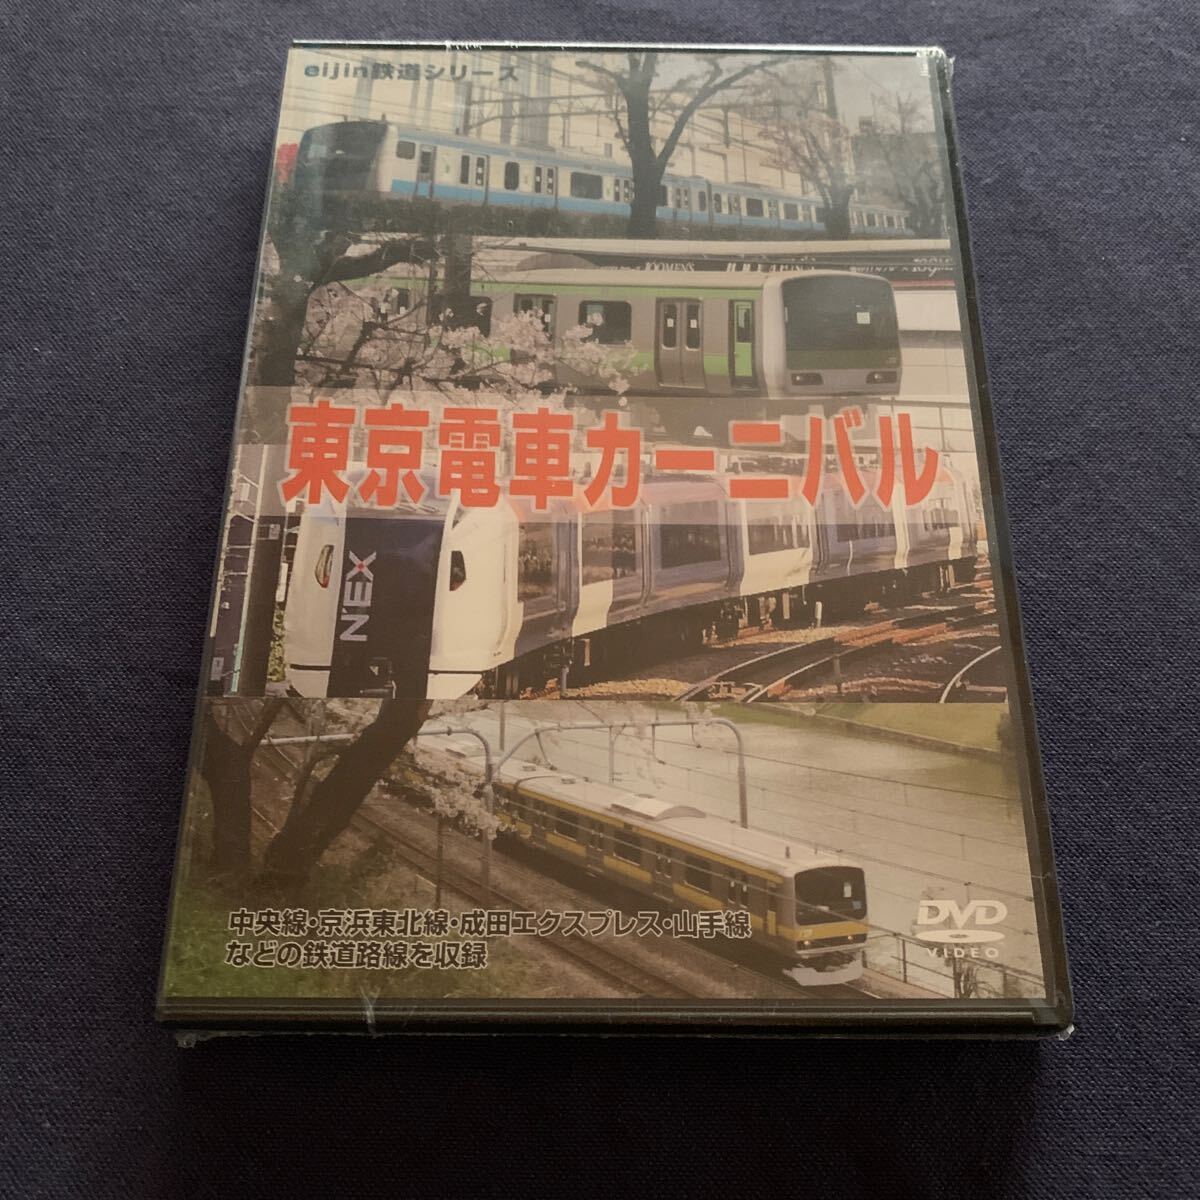 eijin鉄道シリーズ
東京電車カーニバル
N'EX
中央線・京浜東北線・成田エクスプレス・山手線
などの鉄道路線を収録
DVD
VIDEO